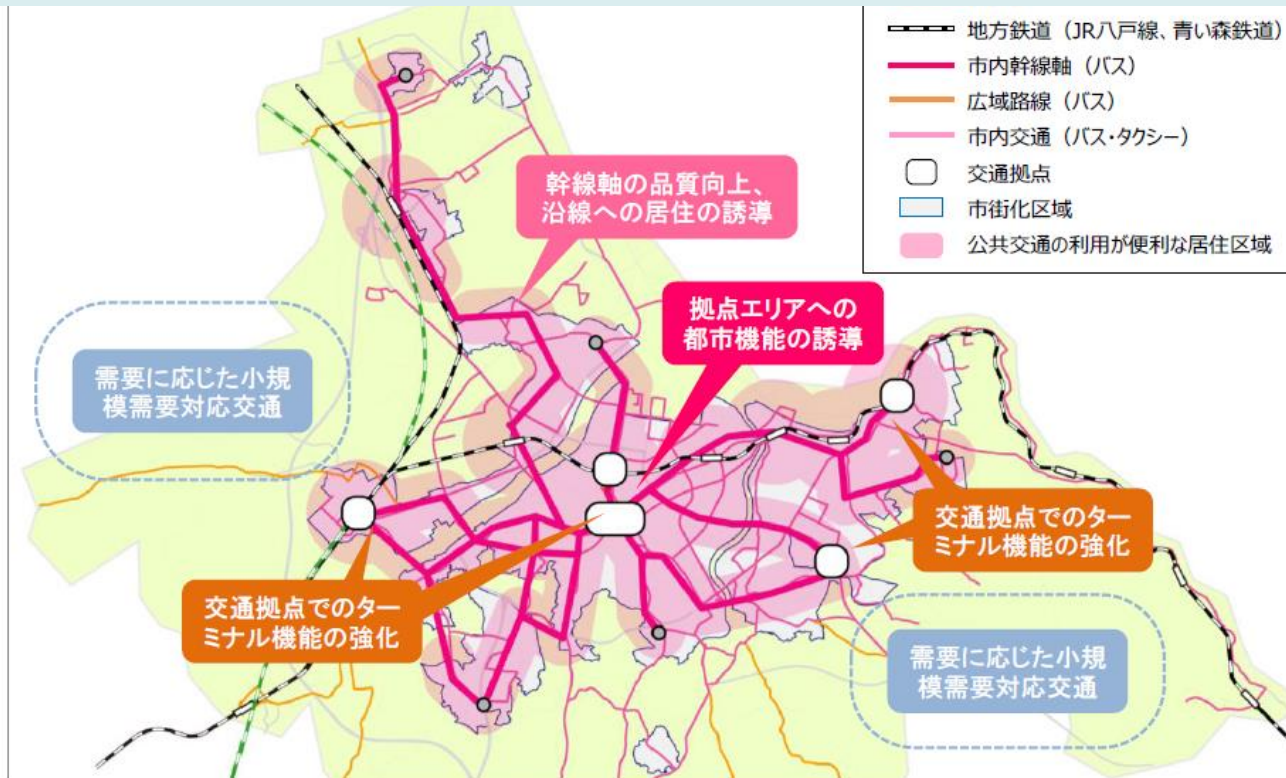 地方鉄道（JR八戸線、青い森鉄道）
市内幹線軸（バス）
広域路線（バス）
市内交通（バス・タクシー）
交通拠点
市街化区域
公共交通の利用が便利な居住区域
幹線軸の品質向上、
沿線への居住の誘導
拠点エリアへの
都市機能の誘導
需要に応じた小規
模需要対応交通
交通拠点でのター
ミナル機能の強化
交通拠点でのター
ミナル機能の強化
需要に応じた小規
模需要対応交通